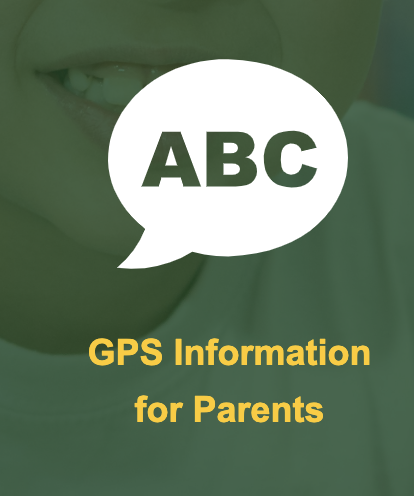 ABC
GPS Information
for Parents